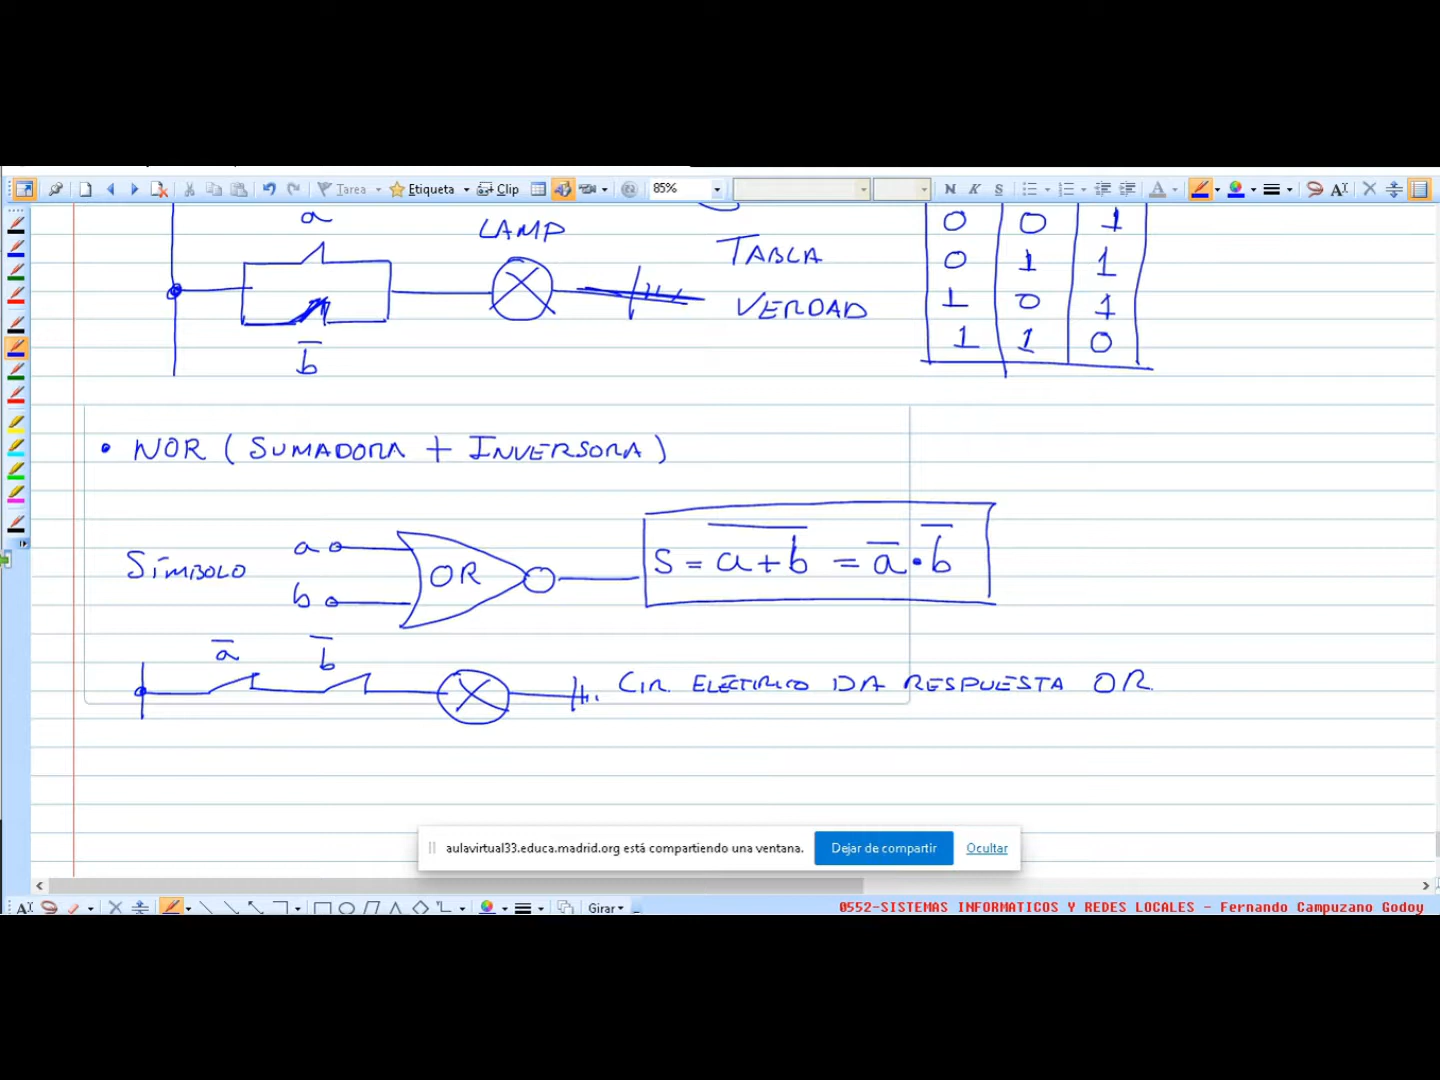 Tarea Etiqueta Clip 85% N K S A
a LAMP 0 0 1
TABLA 0 1 1
VERDAD 1 0 1
b̅ 1 1 0
• NOR ( SUMADORA + INVERSORA )
SÍMBOLO a OR S = \overline{a+b} = a̅ • b̅
b
a̅ b̅
CIR. ELÉCTIRICO DA RESPUESTA OR.
aulavirtual33.educa.madrid.org está compartiendo una ventana. Dejar de compartir Ocultar
Girar 0552-SISTEMAS INFORMATICOS Y REDES LOCALES - Fernando Campuzano Godoy